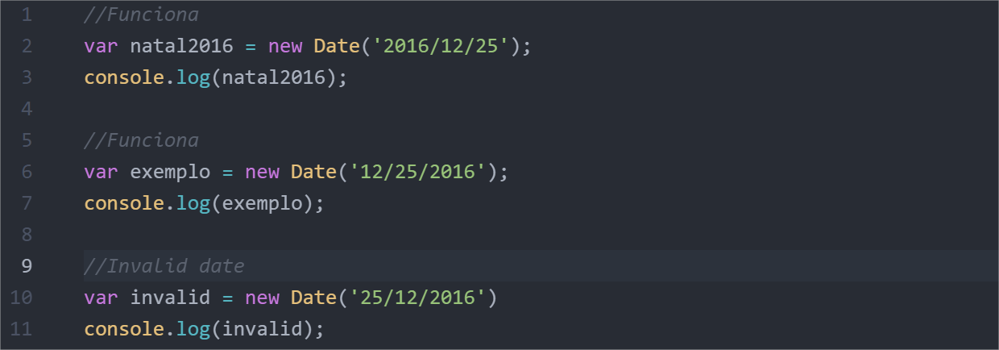 1 //Funciona
2 var natal2016 = new Date('2016/12/25');
3 console.log(natal2016);
4
5 //Funciona
6 var exemplo = new Date('12/25/2016');
7 console.log(exemplo);
8
9 //Invalid date
10 var invalid = new Date('25/12/2016')
11 console.log(invalid);